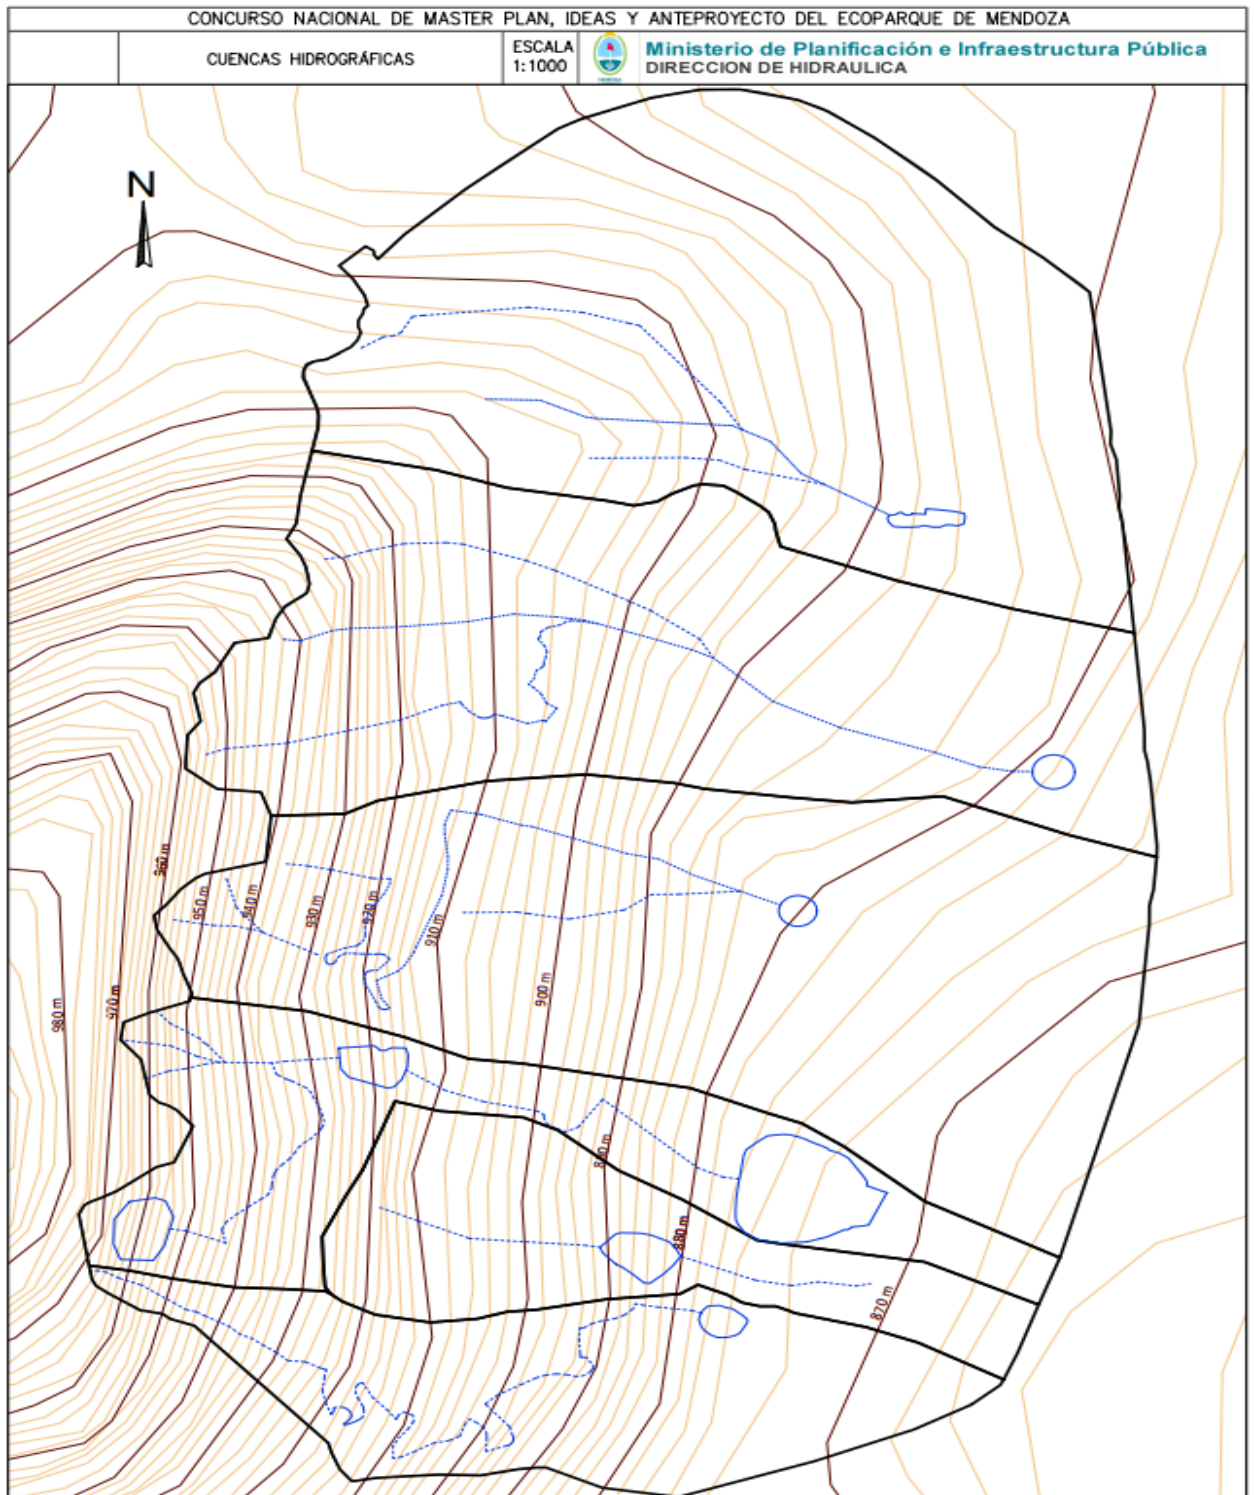 CONCURSO NACIONAL DE MASTER PLAN, IDEAS Y ANTEPROYECTO DEL ECOPARQUE DE MENDOZA
CUENCAS HIDROGRÁFICAS
ESCALA
1:1000
Ministerio de Planificación e Infraestructura Pública
DIRECCION DE HIDRAULICA
N
960 m
950 m
940 m
930 m
920 m
910 m
900 m
980 m
970 m
880 m
870 m